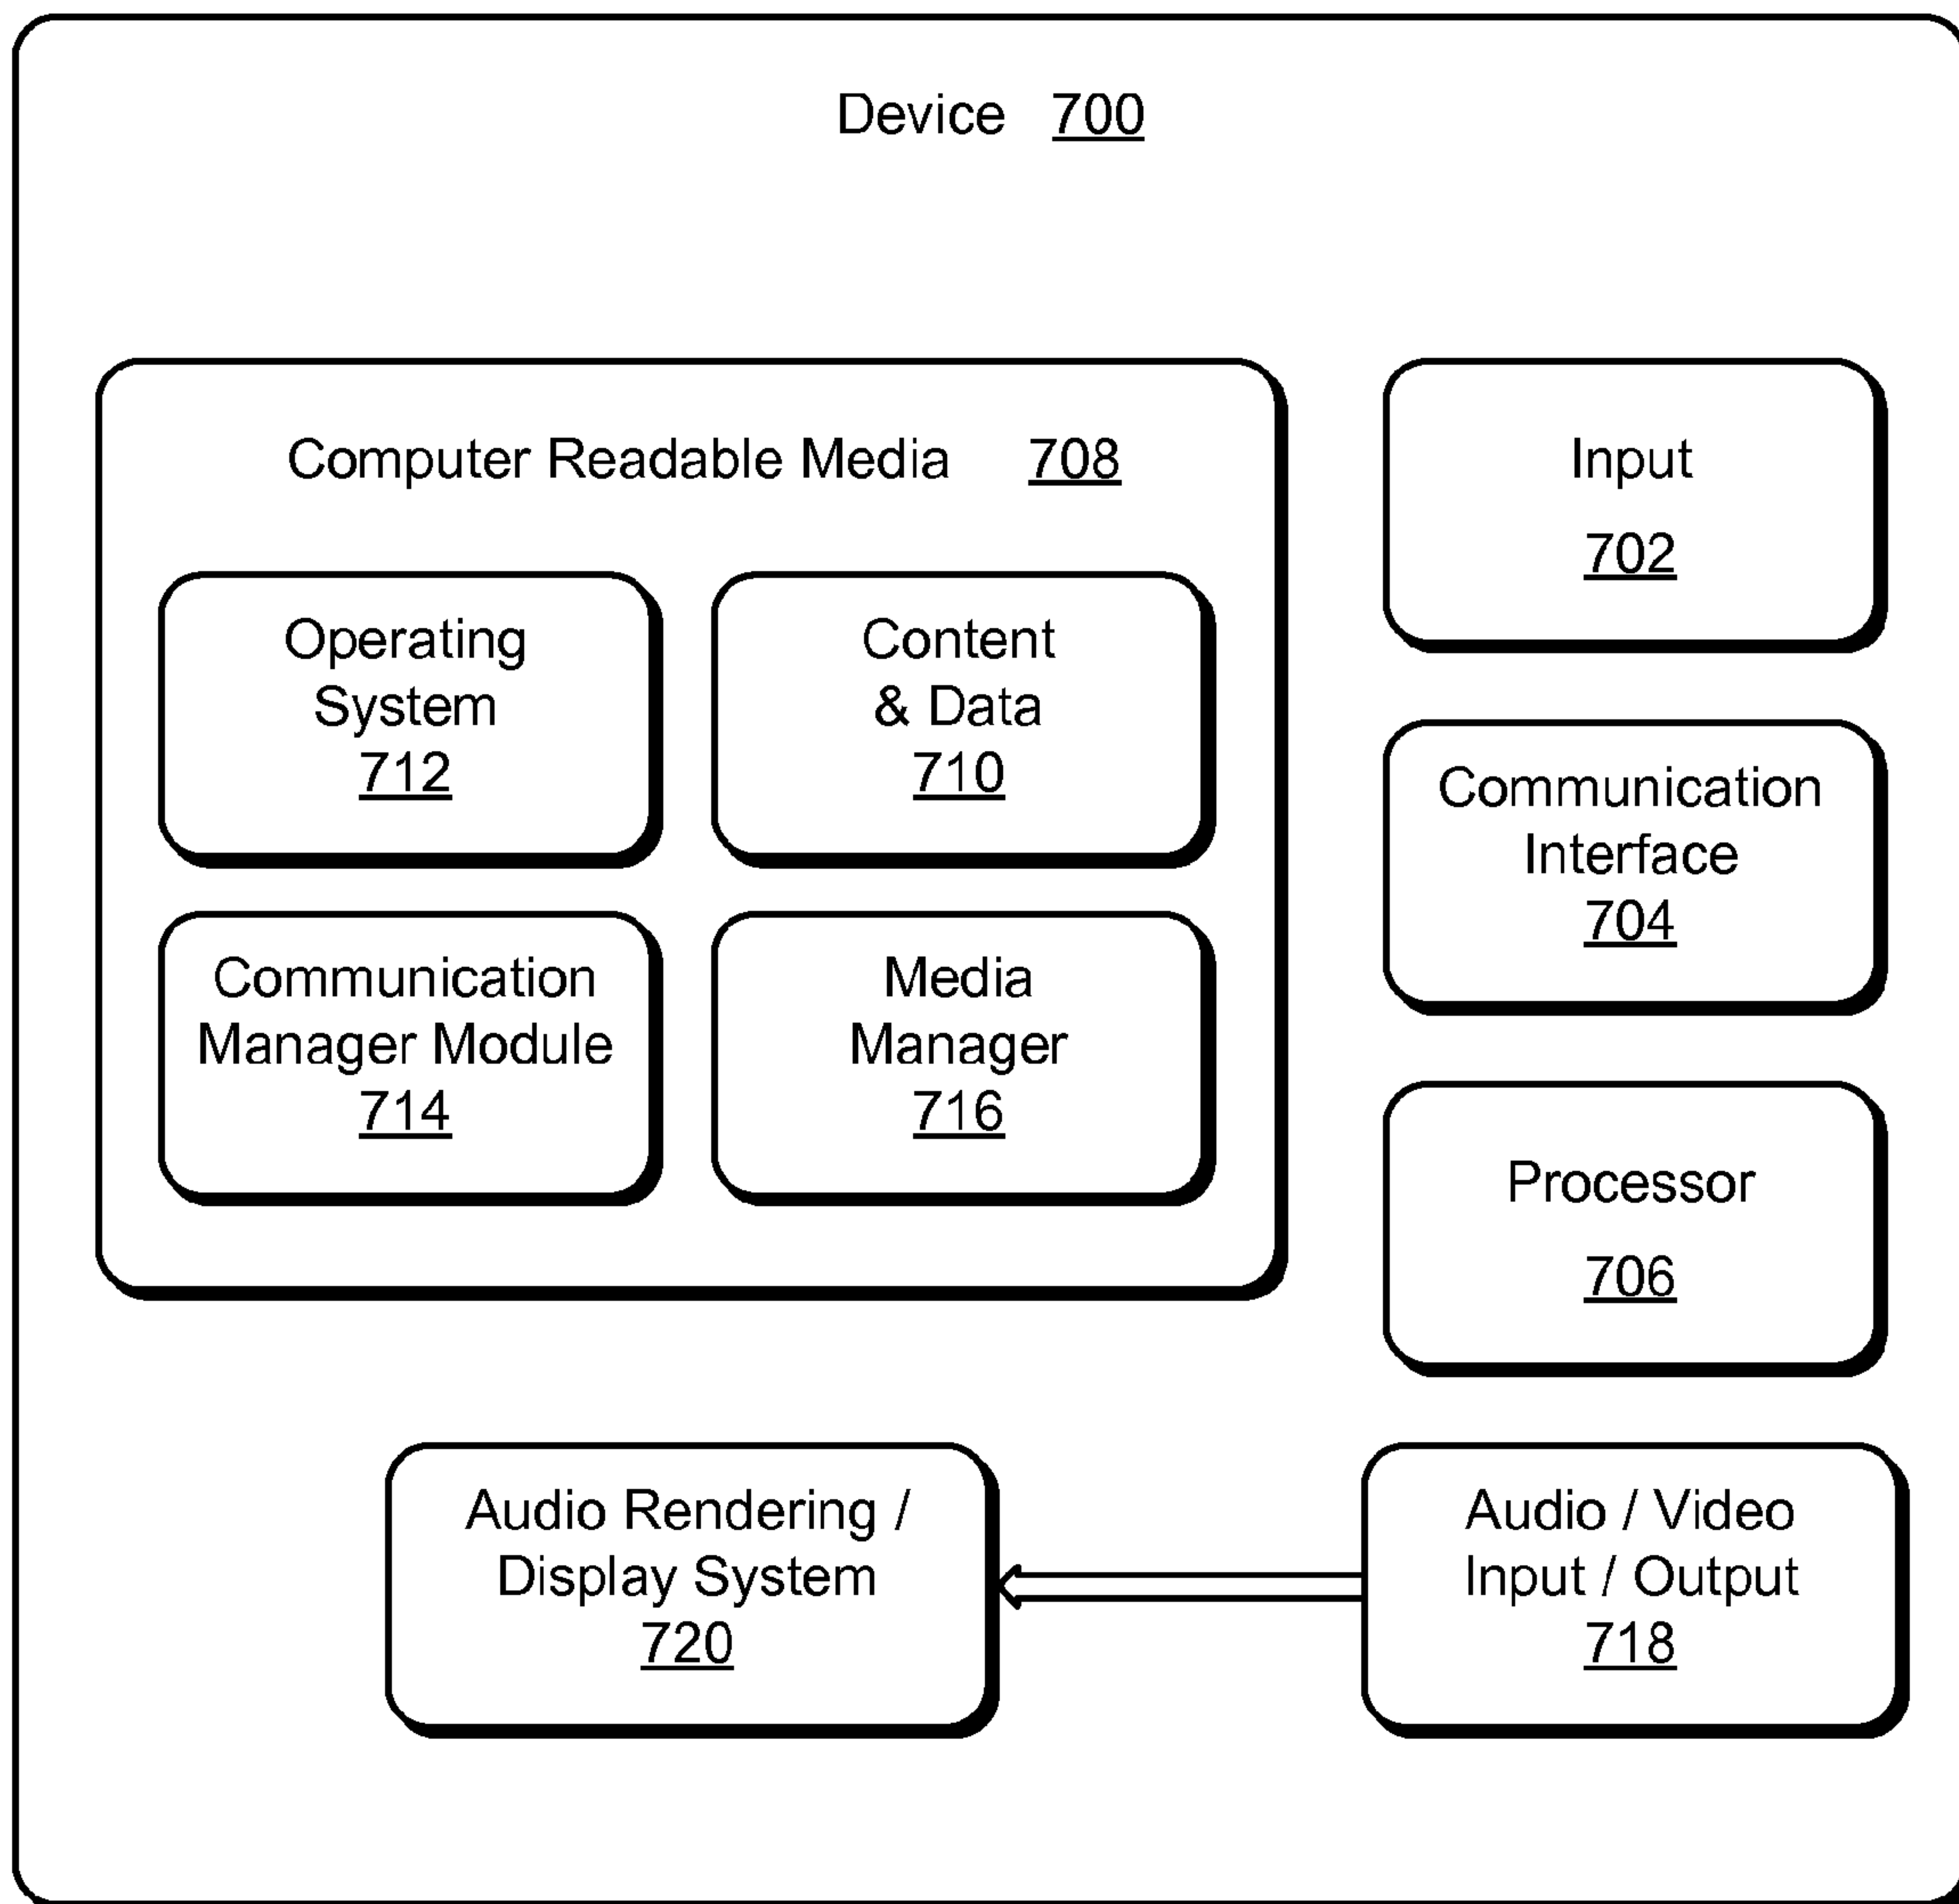 Device 700
Computer Readable Media 708
Operating
System
712
Content
& Data
710
Communication
Manager Module
714
Media
Manager
716
Input
702
Communication
Interface
704
Processor
706
Audio Rendering /
Display System
720
Audio / Video
Input / Output
718